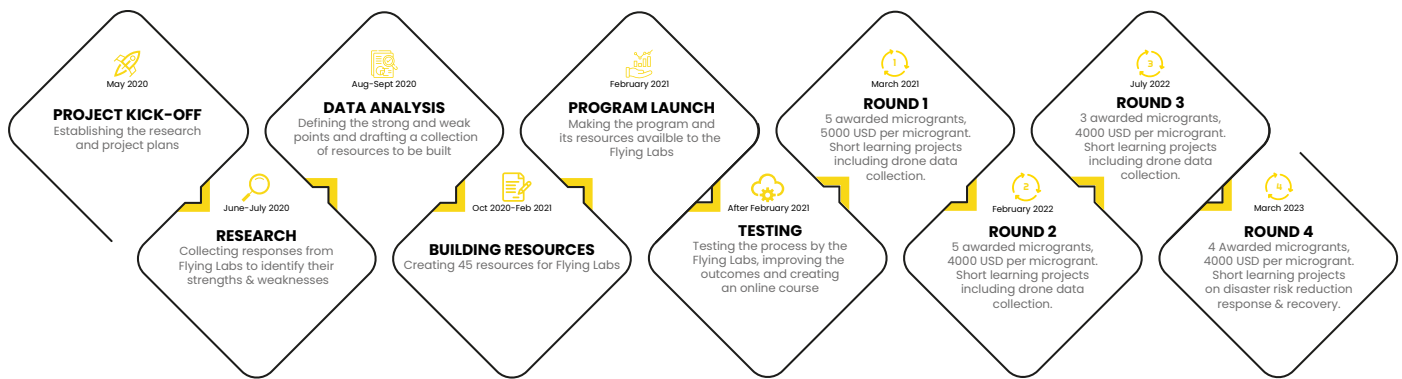 May 2020
PROJECT KICK-OFF
Establishing the research
and project plans
June-July 2020
RESEARCH
Collecting responses from
Flying Labs to identify their
strengths & weaknesses
Aug-Sept 2020
DATA ANALYSIS
Defining the strong and weak
points and drafting a collection
of resources to be built
Oct 2020-Feb 2021
BUILDING RESOURCES
Creating 45 resources for Flying Labs
February 2021
PROGRAM LAUNCH
Making the program and
its resources availble to the
Flying Labs
After February 2021
TESTING
Testing the process by the
Flying Labs, improving the
outcomes and creating
an online course
1
March 2021
ROUND 1
5 awarded microgrants,
5000 USD per microgrant.
Short learning projects
including drone data
collection.
2
February 2022
ROUND 2
5 awarded microgrants,
4000 USD per microgrant.
Short learning projects
including drone data
collection.
3
July 2022
ROUND 3
3 awarded microgrants,
4000 USD per microgrant.
Short learning projects
including drone data
collection.
4
March 2023
ROUND 4
4 Awarded microgrants,
4000 USD per microgrant.
Short learning projects
on disaster risk reduction
response & recovery.